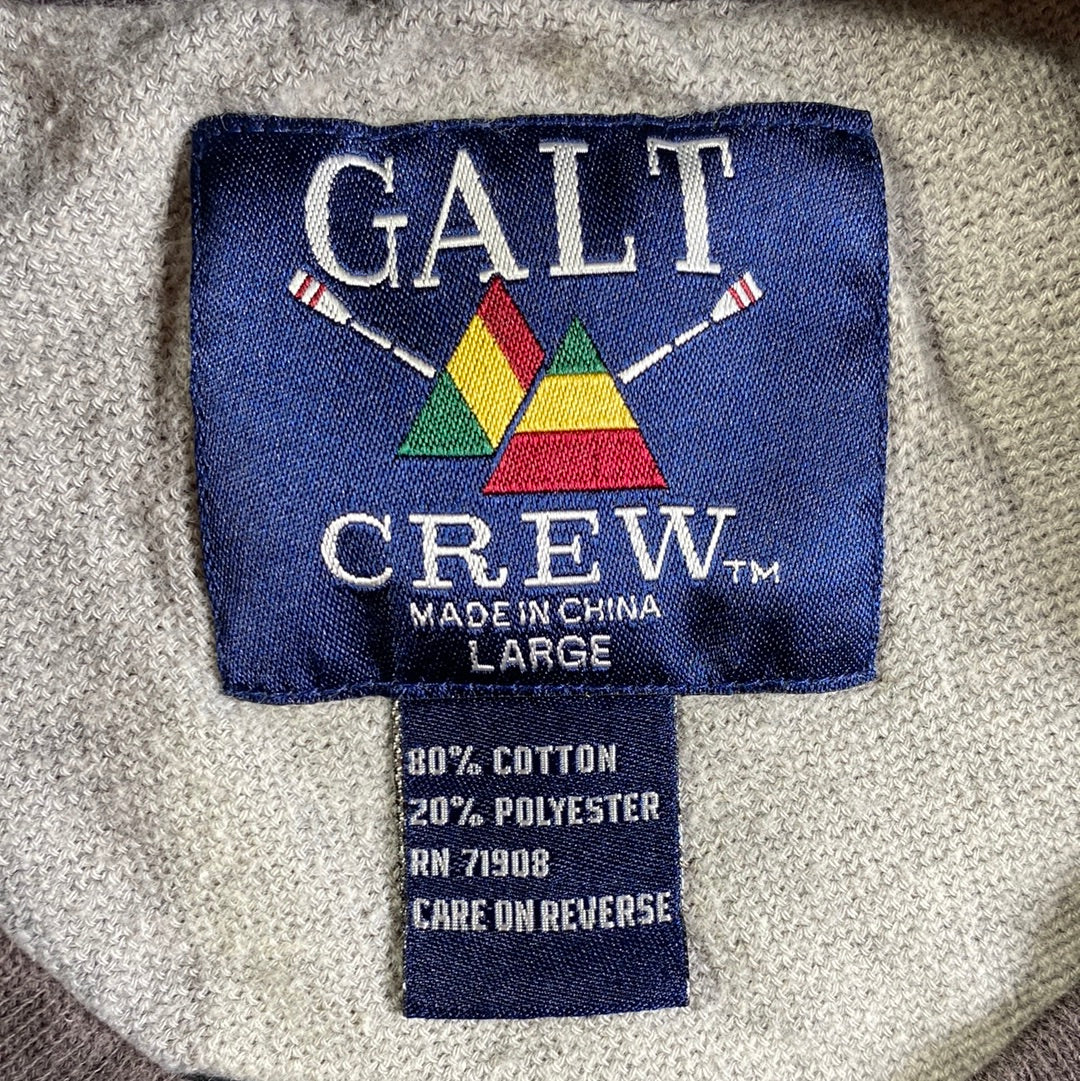 GALT
CREW™
MADE IN CHINA
LARGE
80% COTTON
20% POLYESTER
RN 71908
CARE ON REVERSE